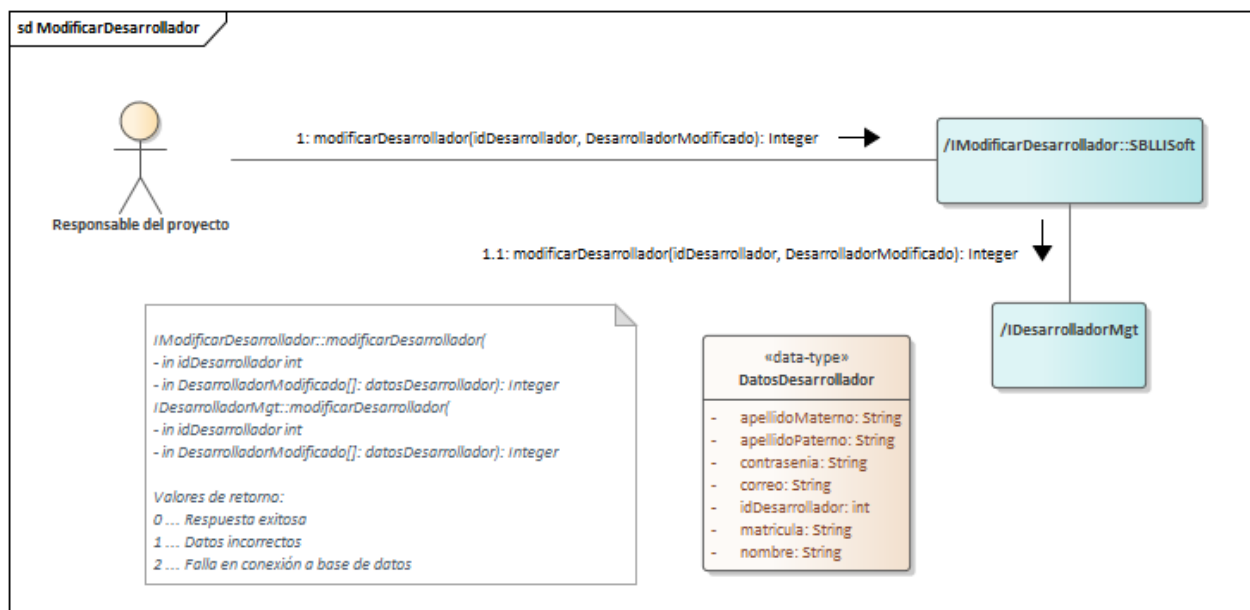 sd ModificarDesarrollador
1: modificarDesarrollador(idDesarrollador, DesarrolladorModificado): Integer
/IModificarDesarrollador::SBLLISoft
Responsable del proyecto
1.1: modificarDesarrollador(idDesarrollador, DesarrolladorModificado): Integer
/IDesarrolladorMgt
IModificarDesarrollador::modificarDesarrollador(
- in idDesarrollador int
- in DesarrolladorModificado[]: datosDesarrollador): Integer
IDesarrolladorMgt::modificarDesarrollador(
- in idDesarrollador int
- in DesarrolladorModificado[]: datosDesarrollador): Integer
Valores de retorno:
0 ... Respuesta exitosa
1 ... Datos incorrectos
2 ... Falla en conexión a base de datos
«data-type»
DatosDesarrollador
- apellidoMaterno: String
- apellidoPaterno: String
- contrasenia: String
- correo: String
- idDesarrollador: int
- matricula: String
- nombre: String